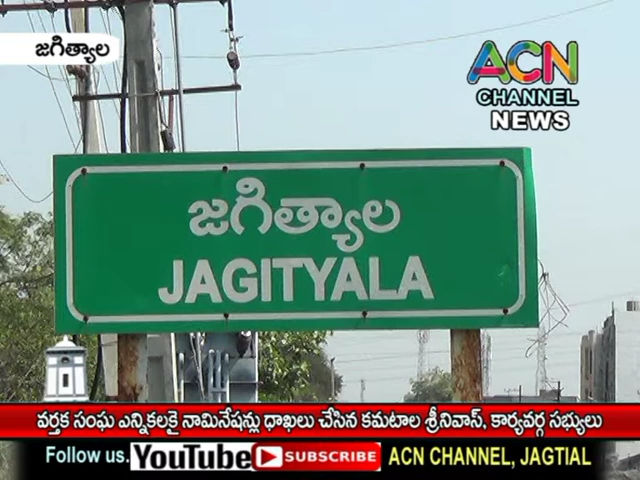 జగిత్యాల
ACN
CHANNEL
NEWS
జగిత్యాల
JAGITYALA
వర్తక సంఘ ఎన్నికలకై నామినేషన్లు ధాఖలు చేసిన కమటాల శ్రీనివాస్, కార్యవర్గ సభ్యులు
Follow us. YouTube SUBSCRIBE ACN CHANNEL, JAGTIAL